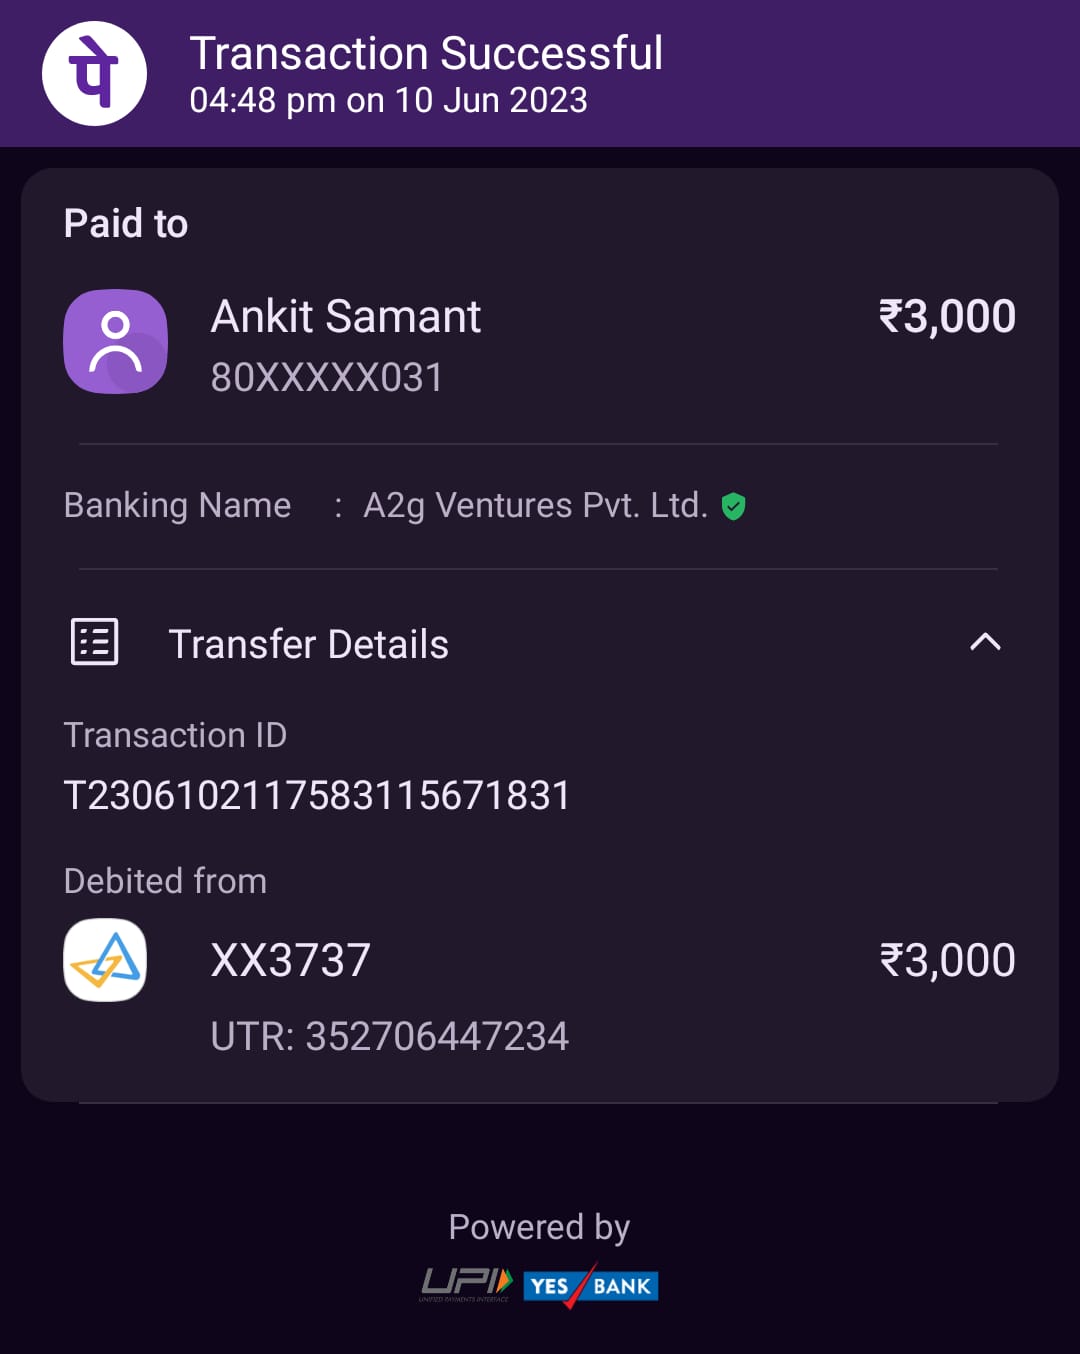 पे
Transaction Successful
04:48 pm on 10 Jun 2023
Paid to
Ankit Samant
₹3,000
80XXXXX031
Banking Name : A2g Ventures Pvt. Ltd.
Transfer Details
Transaction ID
T2306102117583115671831
Debited from
XX3737
₹3,000
UTR: 352706447234
Powered by
UPI
UNIFIED PAYMENTS INTERFACE
YES BANK